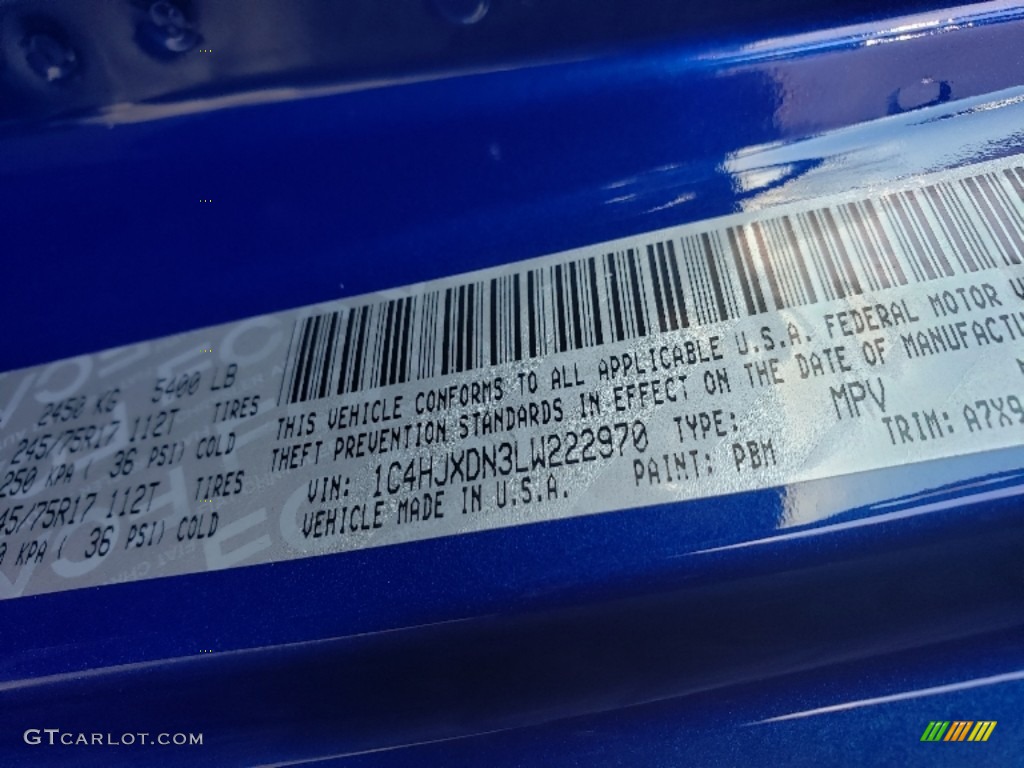 2450 KG 5400 LB
245/75R17 112T TIRES
250 KPA ( 36 PSI) COLD
45/75R17 112T TIRES
0 KPA ( 36 PSI) COLD
THIS VEHICLE CONFORMS TO ALL APPLICABLE U.S.A. FEDERAL MOTOR V
THEFT PREVENTION STANDARDS IN EFFECT ON THE DATE OF MANUFACTU
VIN: 1C4HJXDN3LW222970 TYPE: MPV
VEHICLE MADE IN U.S.A. PAINT: PBM TRIM: A7X9
GTCARLOT.COM